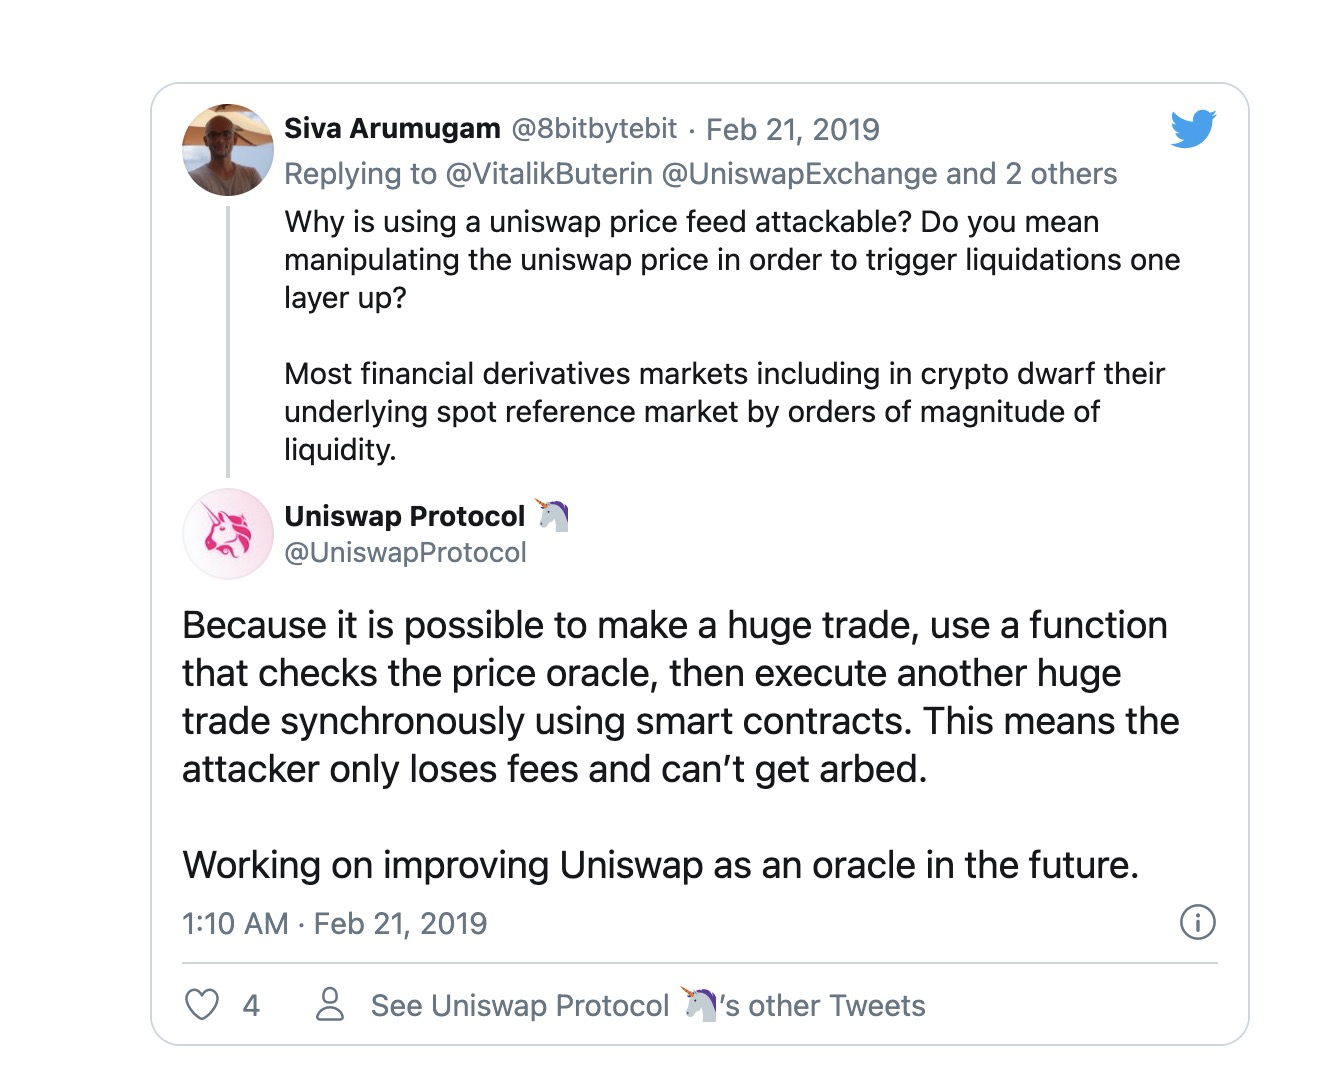 Siva Arumugam @8bitbytebit · Feb 21, 2019
Replying to @VitalikButerin @UniswapExchange and 2 others
Why is using a uniswap price feed attackable? Do you mean
manipulating the uniswap price in order to trigger liquidations one
layer up?
Most financial derivatives markets including in crypto dwarf their
underlying spot reference market by orders of magnitude of
liquidity.
Uniswap Protocol 🦄
@UniswapProtocol
Because it is possible to make a huge trade, use a function
that checks the price oracle, then execute another huge
trade synchronously using smart contracts. This means the
attacker only loses fees and can’t get arbed.
Working on improving Uniswap as an oracle in the future.
1:10 AM · Feb 21, 2019
4 See Uniswap Protocol 🦄’s other Tweets